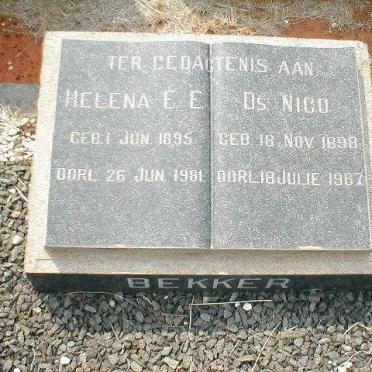 TER GEDAGTENIS AAN
HELENA E. E. DS. NICO
GEB. 1 JUN. 1895 GEB. 18 NOV. 1898
OORL. 26 JUN. 1981 OORL. 18 JULIE 1967
BEKKER